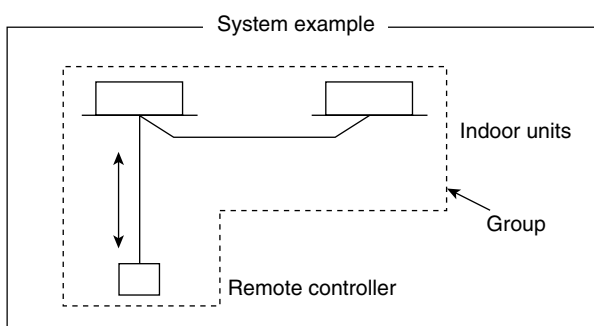 System example
Indoor units
Group
Remote controller